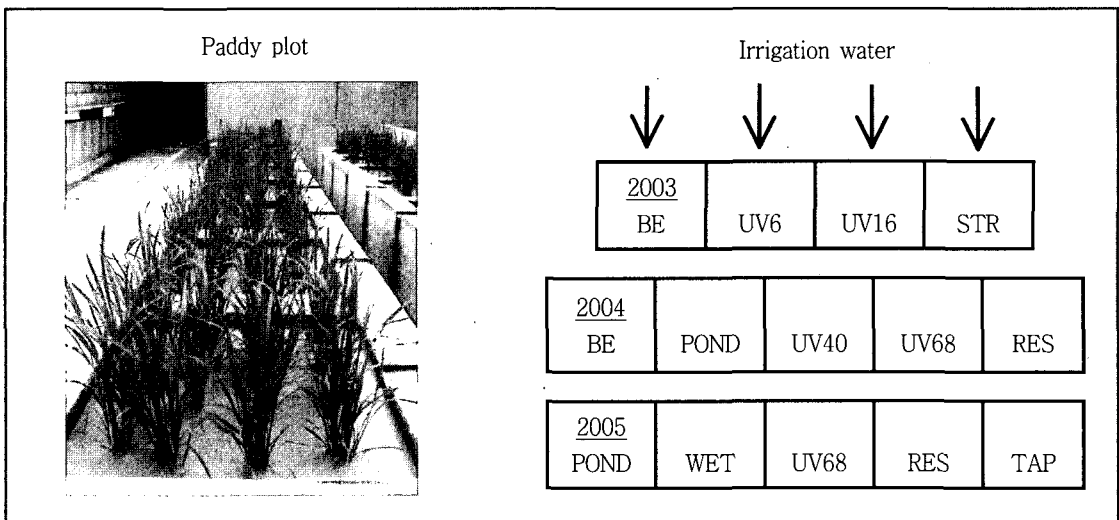 Paddy plot
Irrigation water
2003
BE UV6 UV16 STR
2004
BE POND UV40 UV68 RES
2005
POND WET UV68 RES TAP